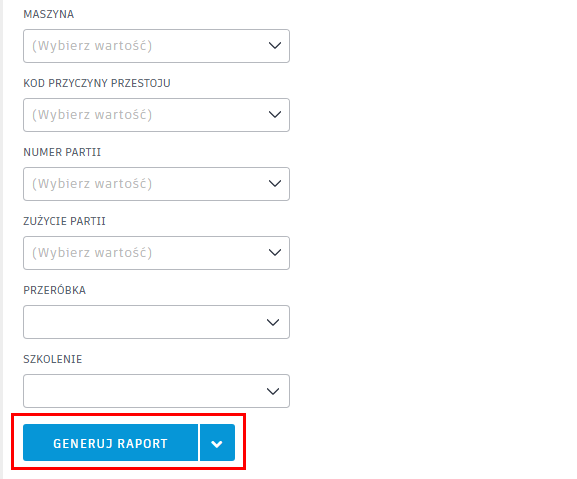 MASZYNA
(Wybierz wartość)
KOD PRZYCZYNY PRZESTOJU
(Wybierz wartość)
NUMER PARTII
(Wybierz wartość)
ZUŻYCIE PARTII
(Wybierz wartość)
PRZERÓBKA
SZKOLENIE
GENERUJ RAPORT